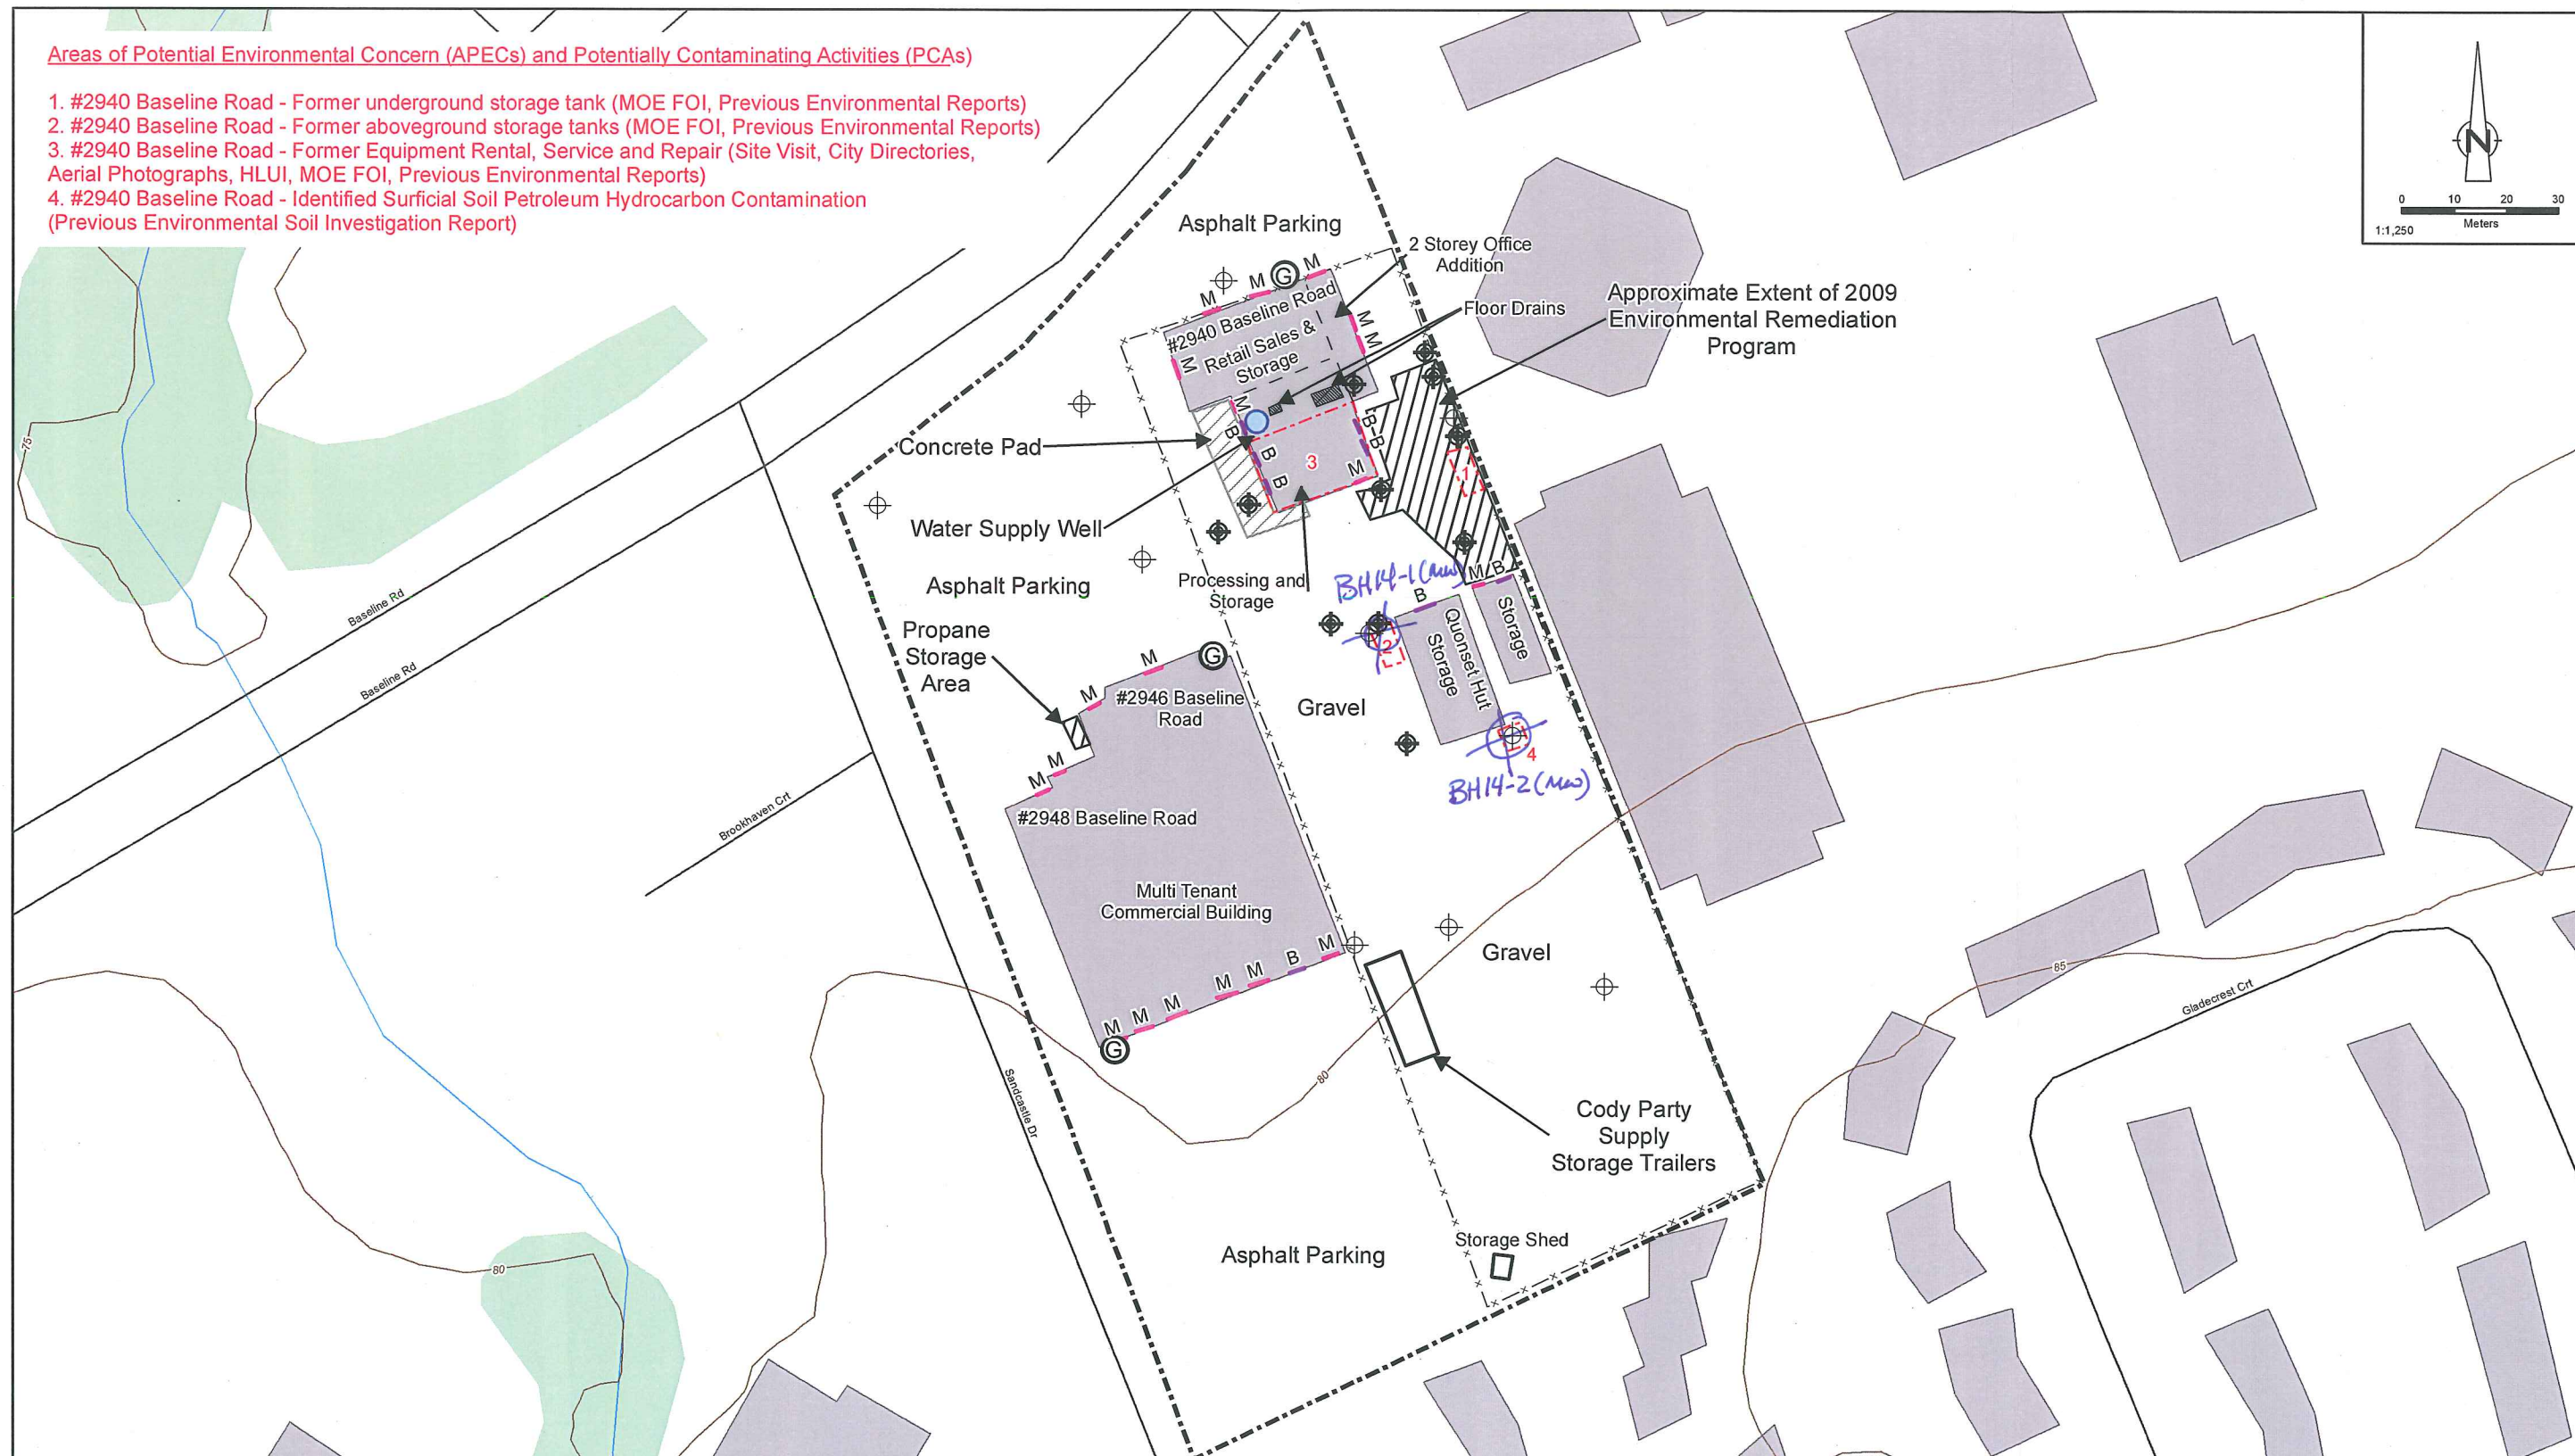 Areas of Potential Environmental Concern (APECs) and Potentially Contaminating Activities (PCAs)
1. #2940 Baseline Road - Former underground storage tank (MOE FOI, Previous Environmental Reports)
2. #2940 Baseline Road - Former aboveground storage tanks (MOE FOI, Previous Environmental Reports)
3. #2940 Baseline Road - Former Equipment Rental, Service and Repair (Site Visit, City Directories,
Aerial Photographs, HLUI, MOE FOI, Previous Environmental Reports)
4. #2940 Baseline Road - Identified Surficial Soil Petroleum Hydrocarbon Contamination
(Previous Environmental Soil Investigation Report)
N
0 10 20 30
Meters
1:1,250
Asphalt Parking
2 Storey Office
Addition
Floor Drains
Approximate Extent of 2009
Environmental Remediation
Program
M
M
G
M
#2940 Baseline Road
Retail Sales &
Storage
M
M
M
M
B
B
B
B
B
M
3
1
Concrete Pad
Water Supply Well
Asphalt Parking
Processing and
Storage
BH14-1(MW)
M
B
B
2
Quonset Hut
Storage
Storage
Propane
Storage
Area
M
G
M
#2946 Baseline
Road
Gravel
M
M
4
BH14-2(MW)
#2948 Baseline Road
Multi Tenant
Commercial Building
M
M
M
M
M
B
M
G
Gravel
Cody Party
Supply
Storage Trailers
Storage Shed
Asphalt Parking
75
Baseline Rd
Baseline Rd
Brookhaven Crt
Sandcastle Dr
80
80
85
Gladecrest Crt